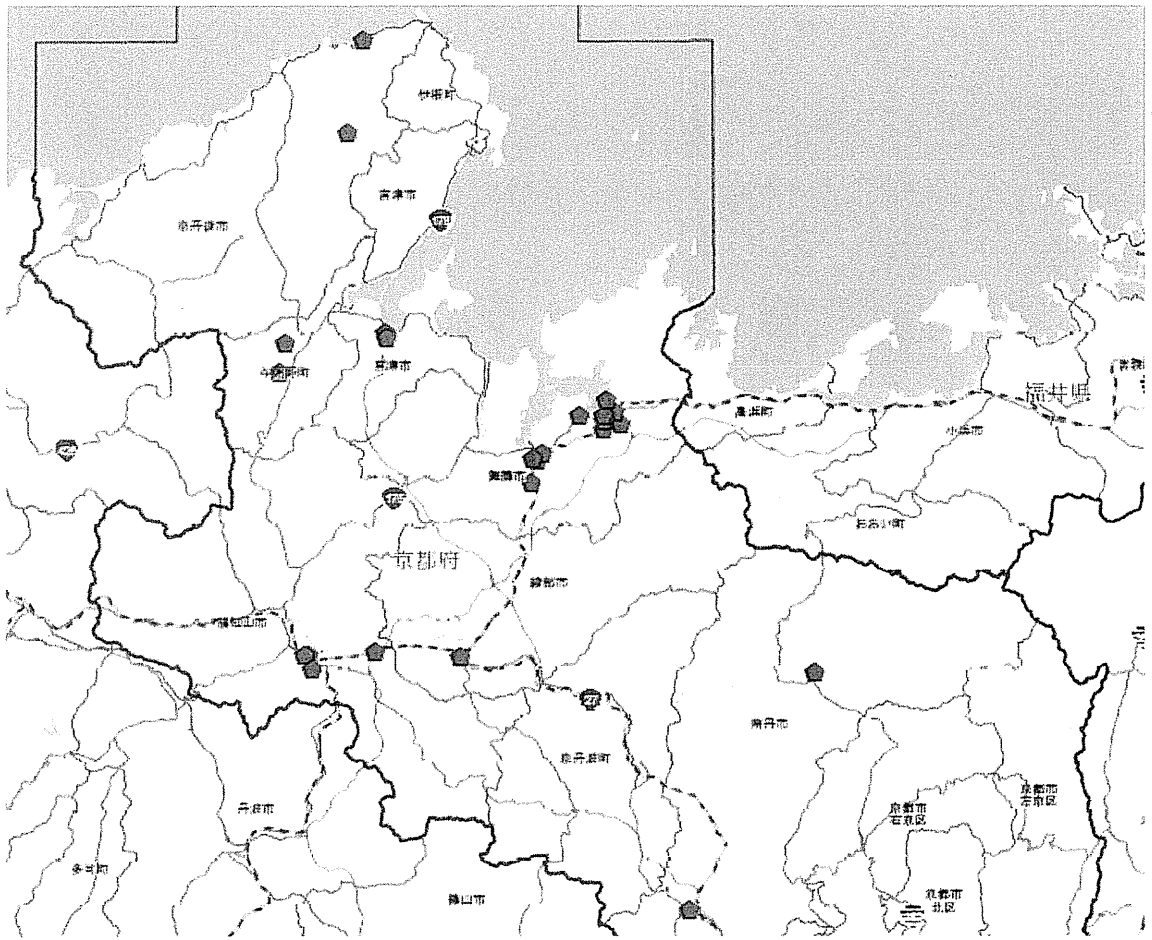 伊根町
宮津市
京丹後市
与謝野町
宮津市
福井県
高浜町
小浜市
舞鶴市
おおい町
京都府
綾部市
福知山市
南丹市
京丹波町
丹波市
京都市
右京区
京都市
左京区
多可町
篠山市
京都市
北区